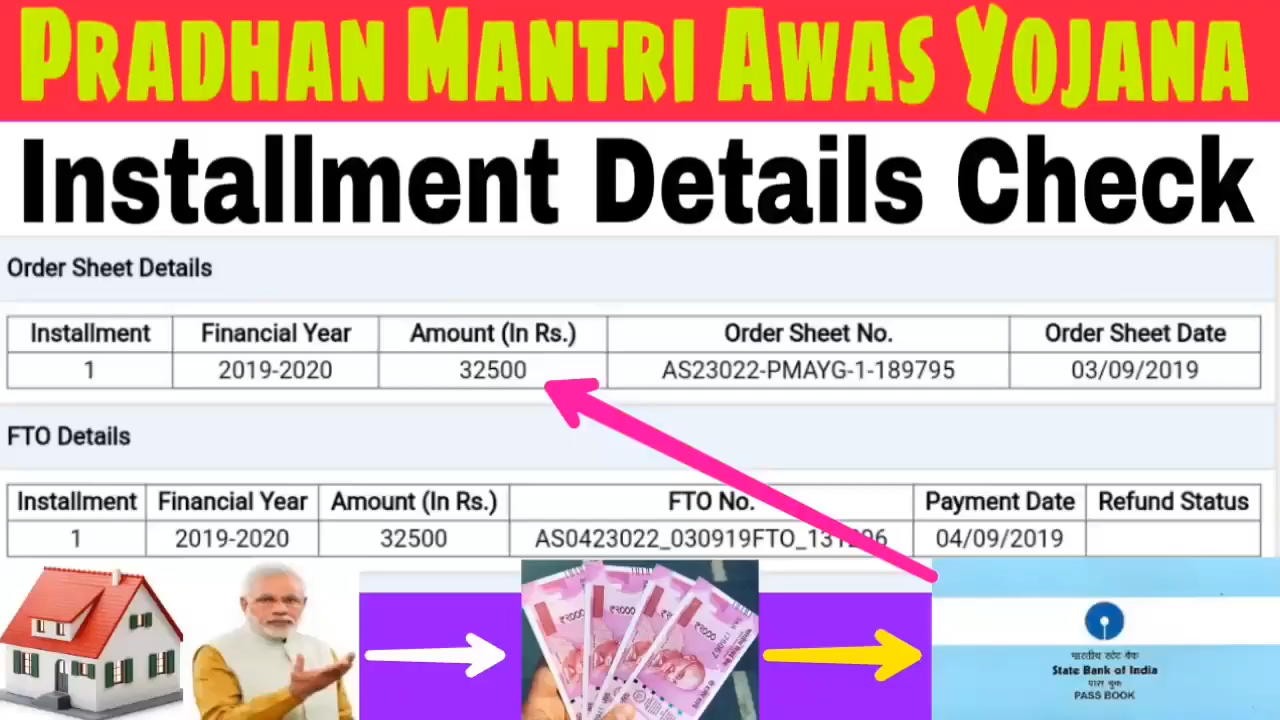 PRADHAN MANTRI AWAS YOJANA
Installment Details Check
Order Sheet Details
Installment Financial Year Amount (In Rs.) Order Sheet No. Order Sheet Date
1 2019-2020 32500 AS23022-PMAYG-1-189795 03/09/2019
FTO Details
Installment Financial Year Amount (In Rs.) FTO No. Payment Date Refund Status
1 2019-2020 32500 04/09/2019
भारतीय स्टेट बैंक
State Bank of India
पास बुक
PASS BOOK